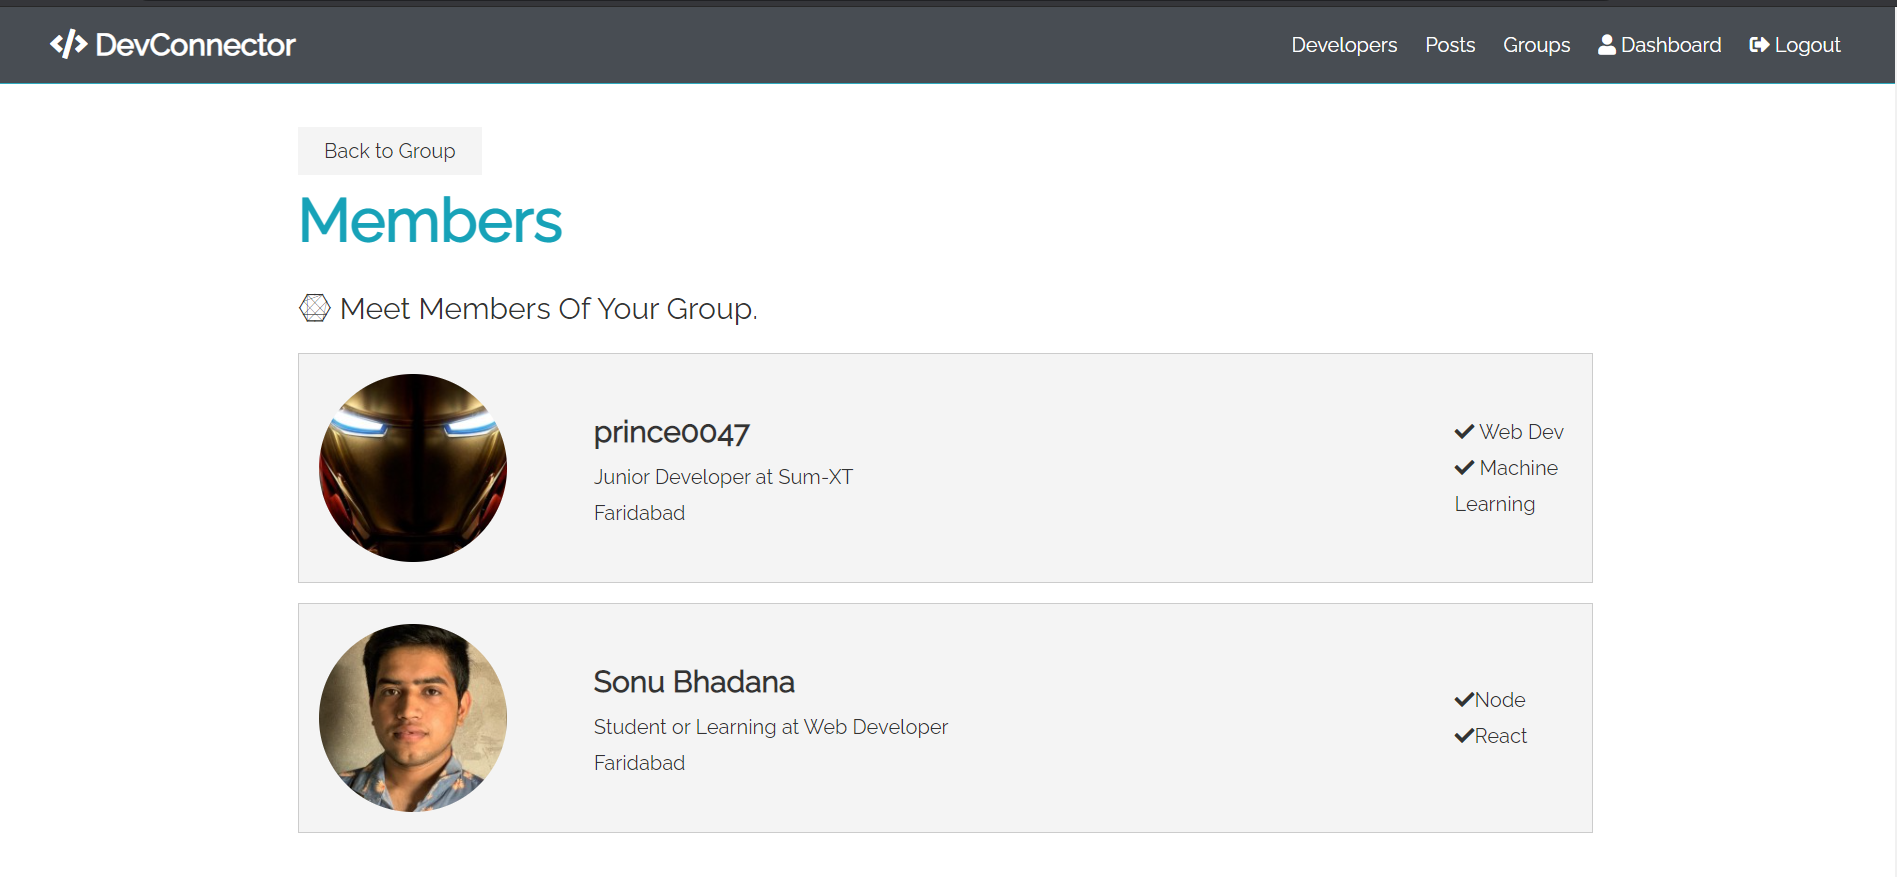 DevConnector
Developers Posts Groups Dashboard Logout
Back to Group
Members
Meet Members Of Your Group.
prince0047
Junior Developer at Sum-XT
Faridabad
Web Dev
Machine
Learning
Sonu Bhadana
Student or Learning at Web Developer
Faridabad
Node
React